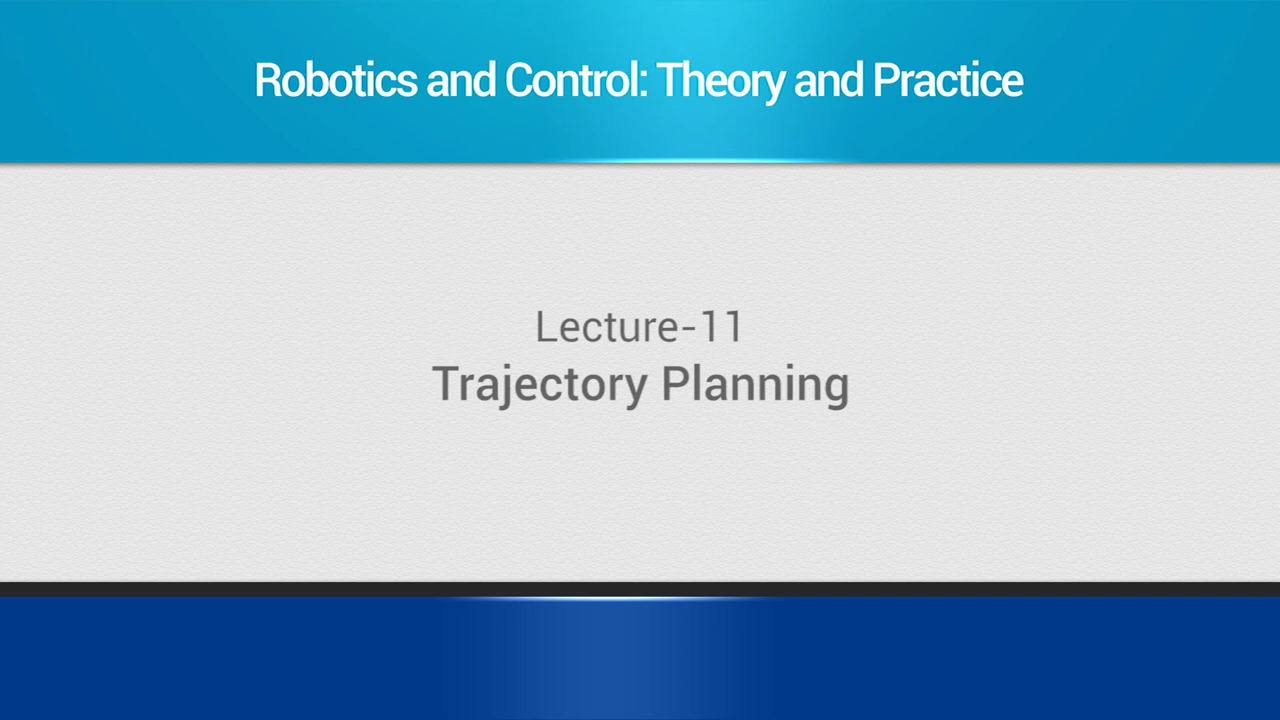 Robotics and Control: Theory and Practice
Lecture-11
Trajectory Planning